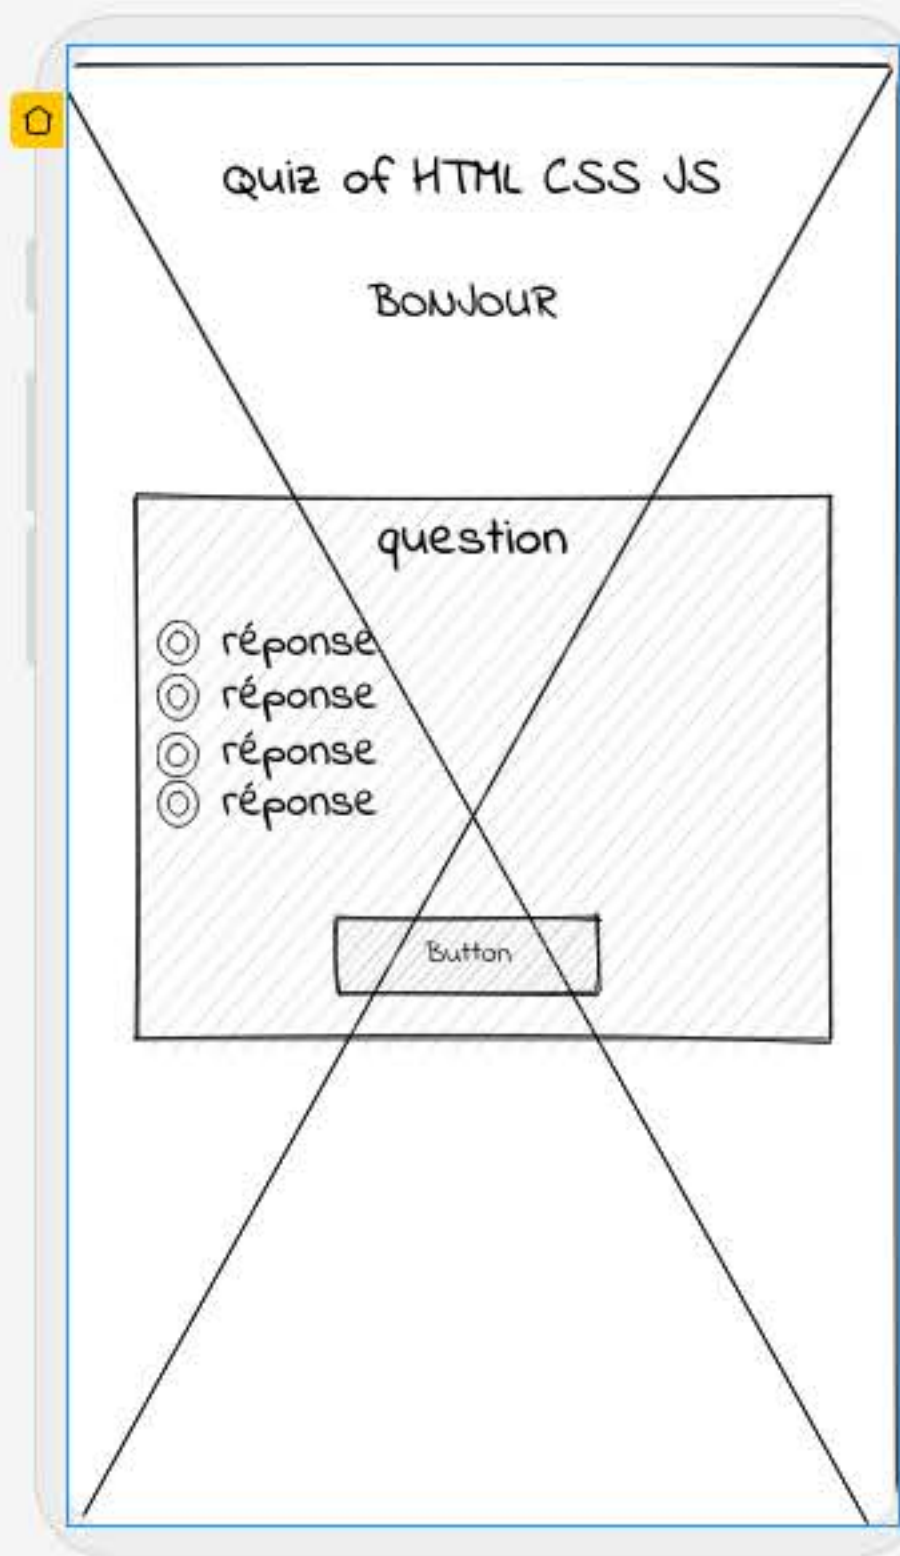 Quiz of HTML CSS JS
BONJOUR
question
réponse
réponse
réponse
réponse
Button